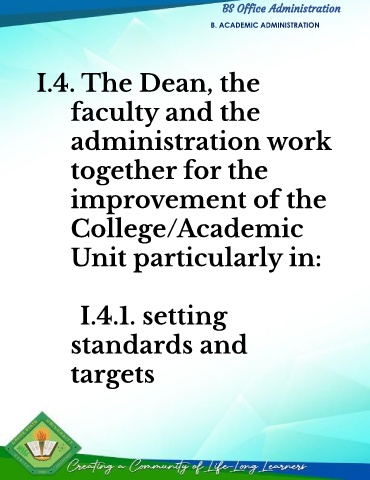 BS Office Administration
B. ACADEMIC ADMINISTRATION
I.4. The Dean, the
faculty and the
administration work
together for the
improvement of the
College/Academic
Unit particularly in:
I.4.1. setting
standards and
targets
Creating a Community of Life-Long Learners